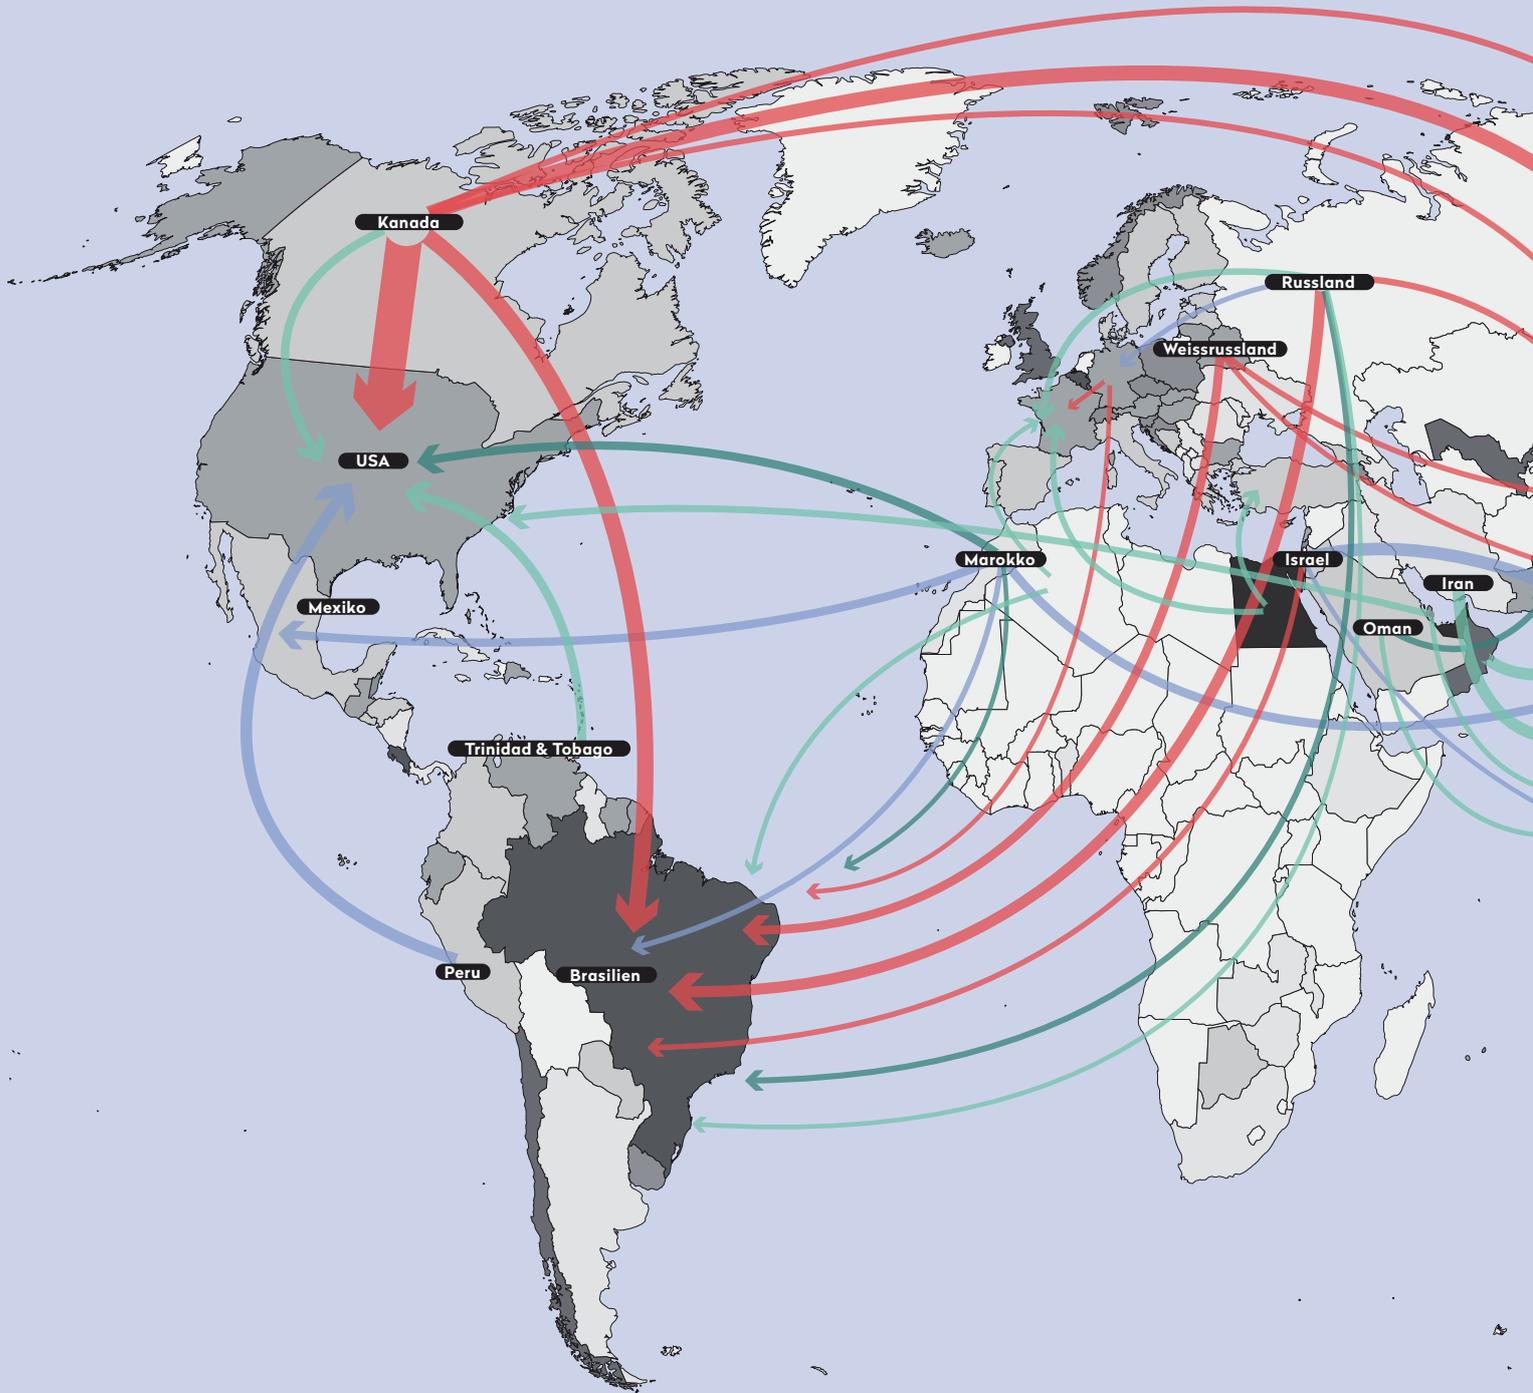 Kanada
Russland
Weissrussland
USA
Marokko
Israel
Iran
Mexiko
Oman
Trinidad & Tobago
Peru
Brasilien